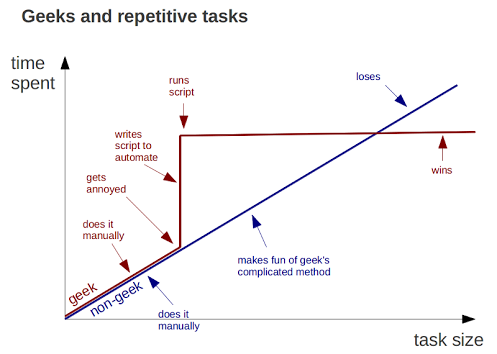 Geeks and repetitive tasks
time
spent
runs
script
loses
writes
script to
automate
gets
annoyed
wins
does it
manually
makes fun of geek's
complicated method
geek
non-geek
does it
manually
task size